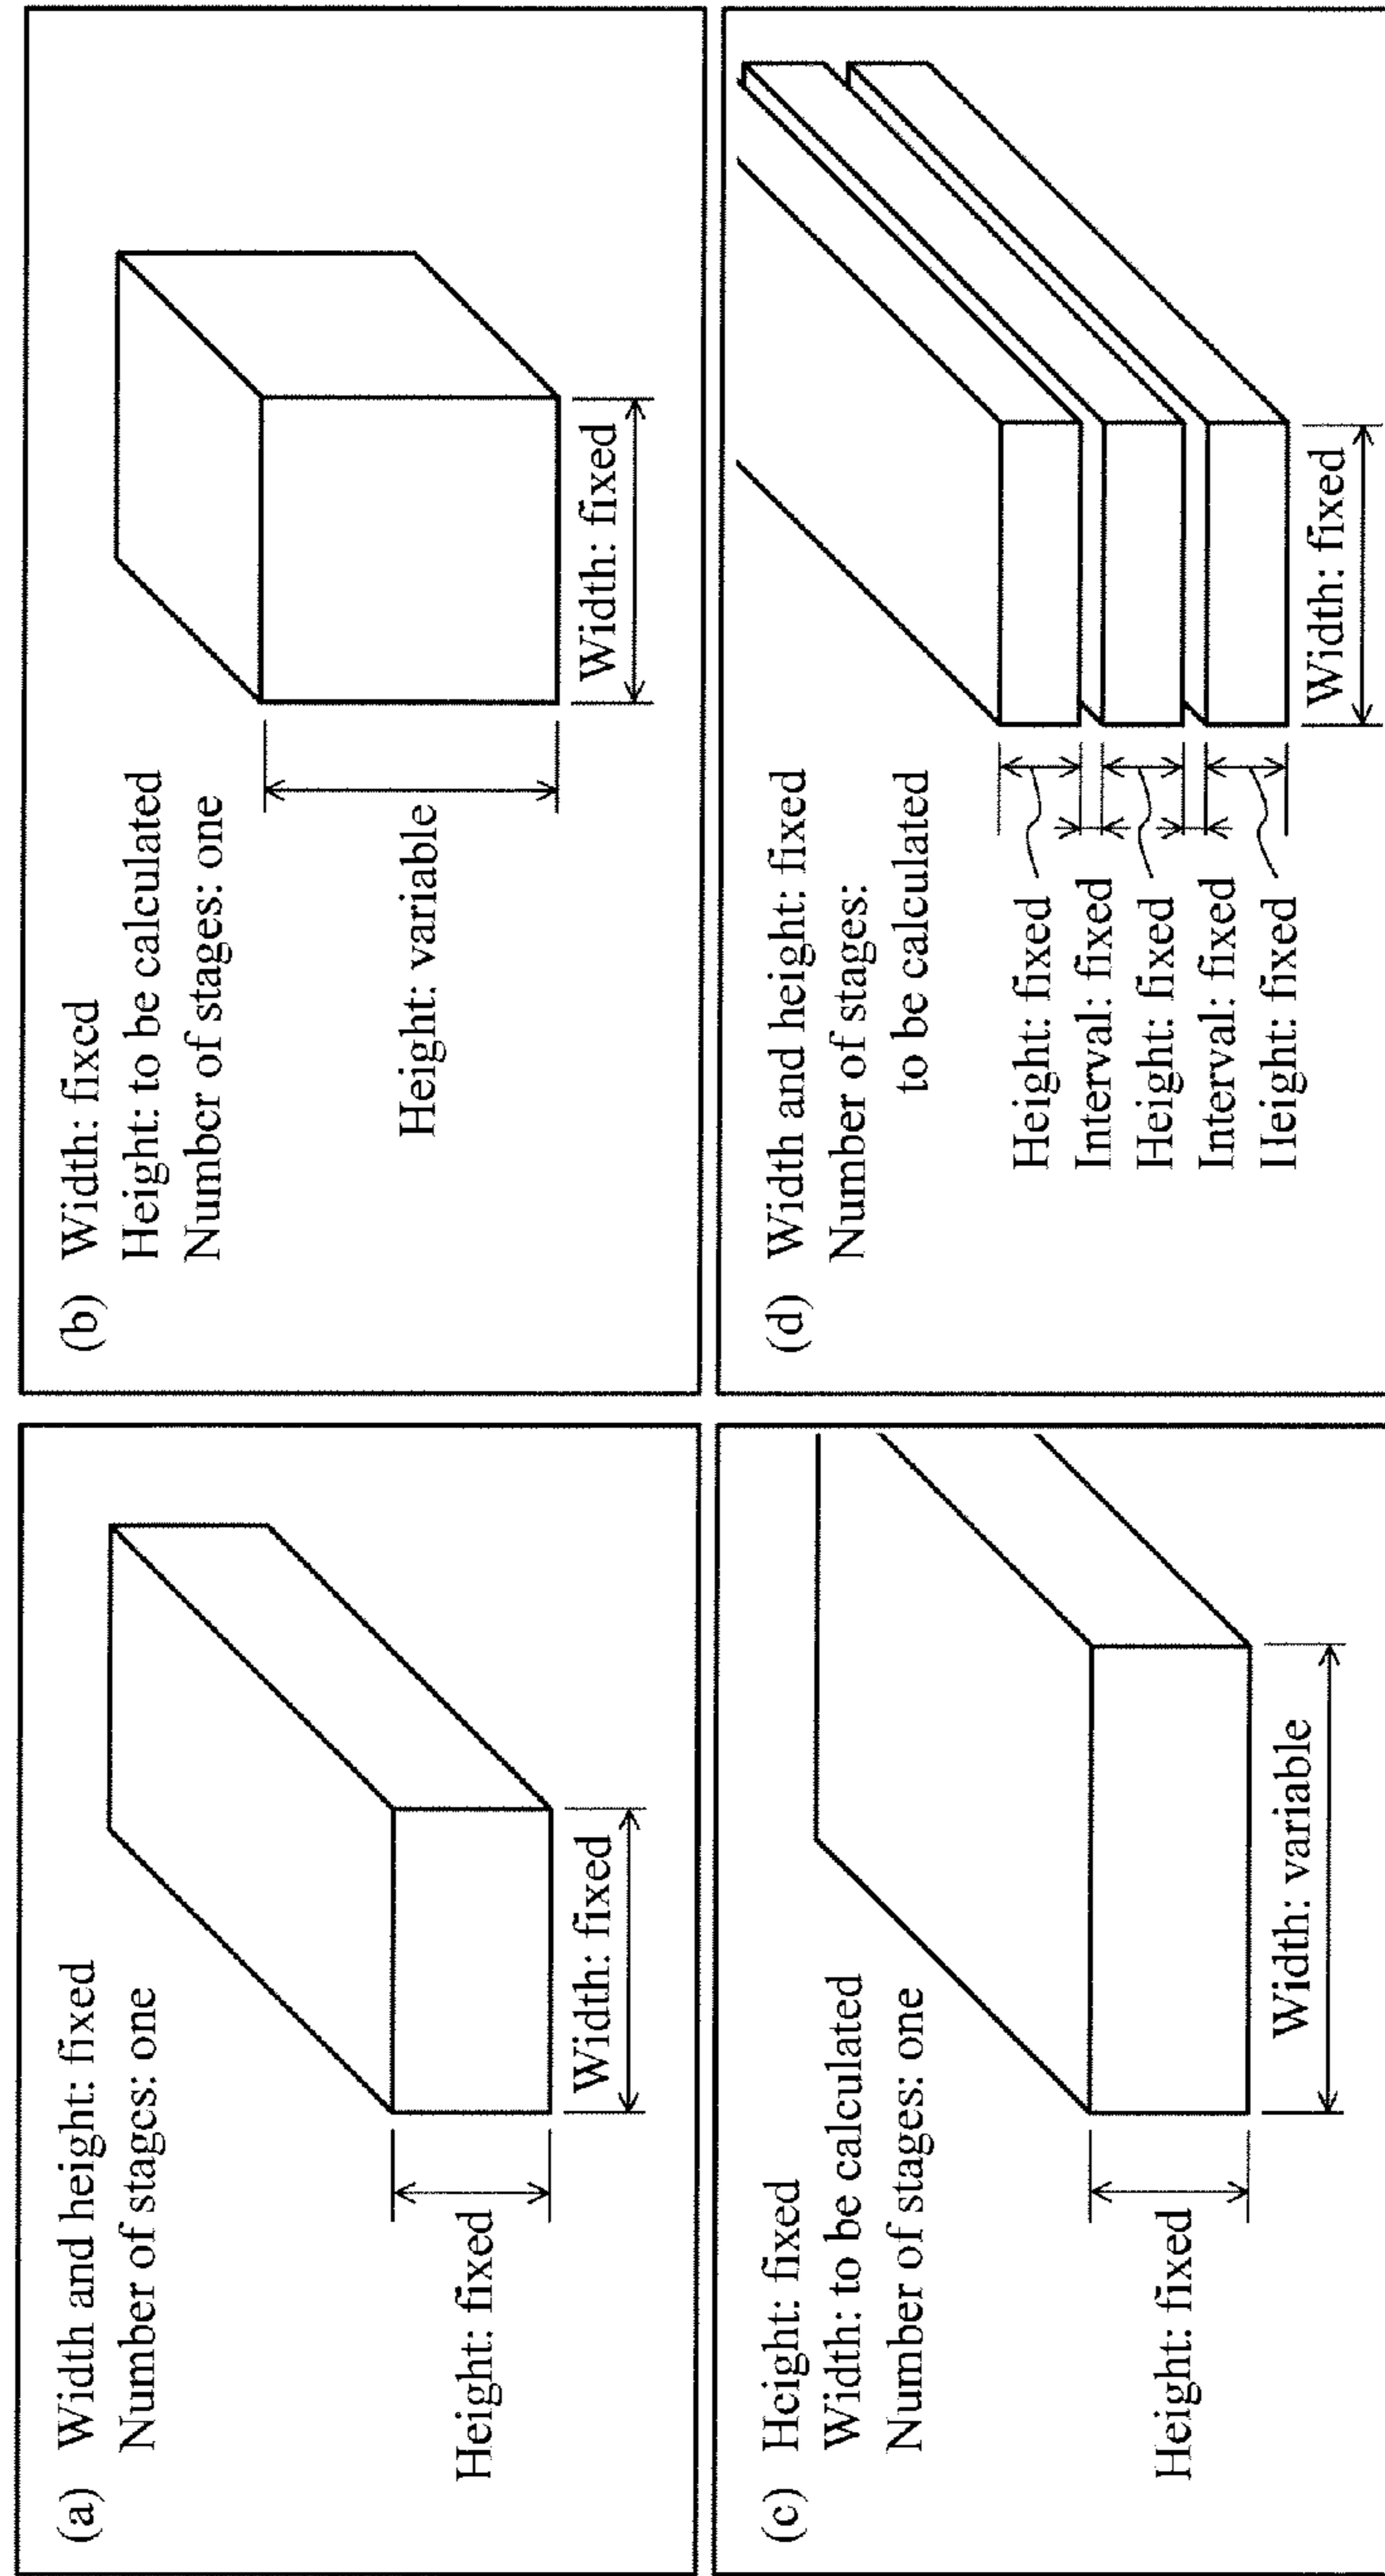 (a) Width and height: fixed
Number of stages: one
Height: fixed
Width: fixed
(b) Width: fixed
Height: to be calculated
Number of stages: one
Height: variable
Width: fixed
(c) Height: fixed
Width: to be calculated
Number of stages: one
Height: fixed
Width: variable
(d) Width and height: fixed
Number of stages:
to be calculated
Height: fixed
Interval: fixed
Height: fixed
Interval: fixed
Height: fixed
Width: fixed